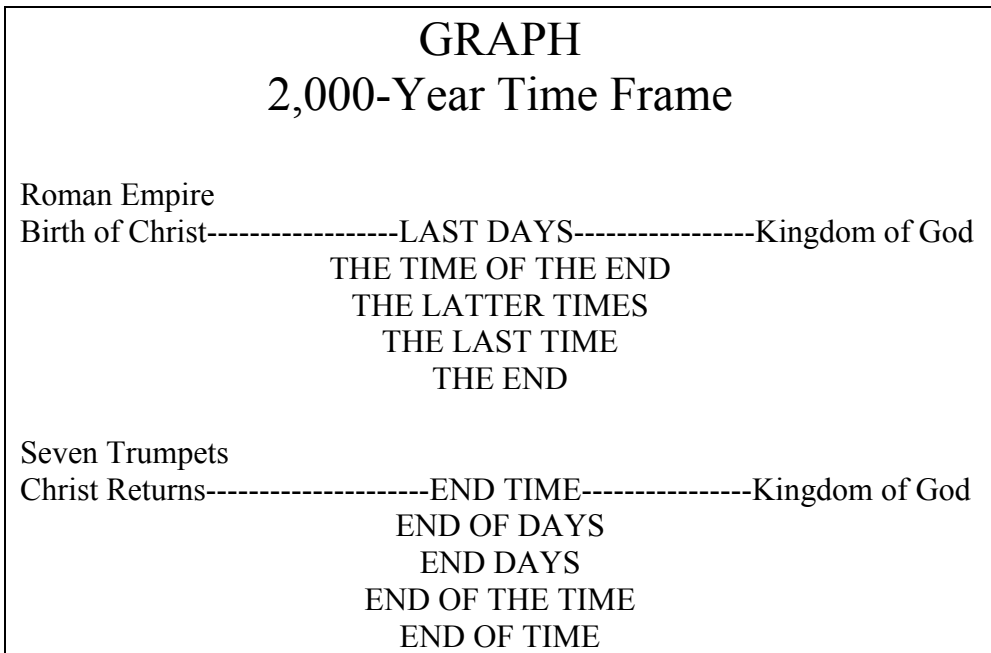 GRAPH
2,000-Year Time Frame
Roman Empire
Birth of Christ------------------LAST DAYS-----------------Kingdom of God
THE TIME OF THE END
THE LATTER TIMES
THE LAST TIME
THE END
Seven Trumpets
Christ Returns---------------------END TIME----------------Kingdom of God
END OF DAYS
END DAYS
END OF THE TIME
END OF TIME